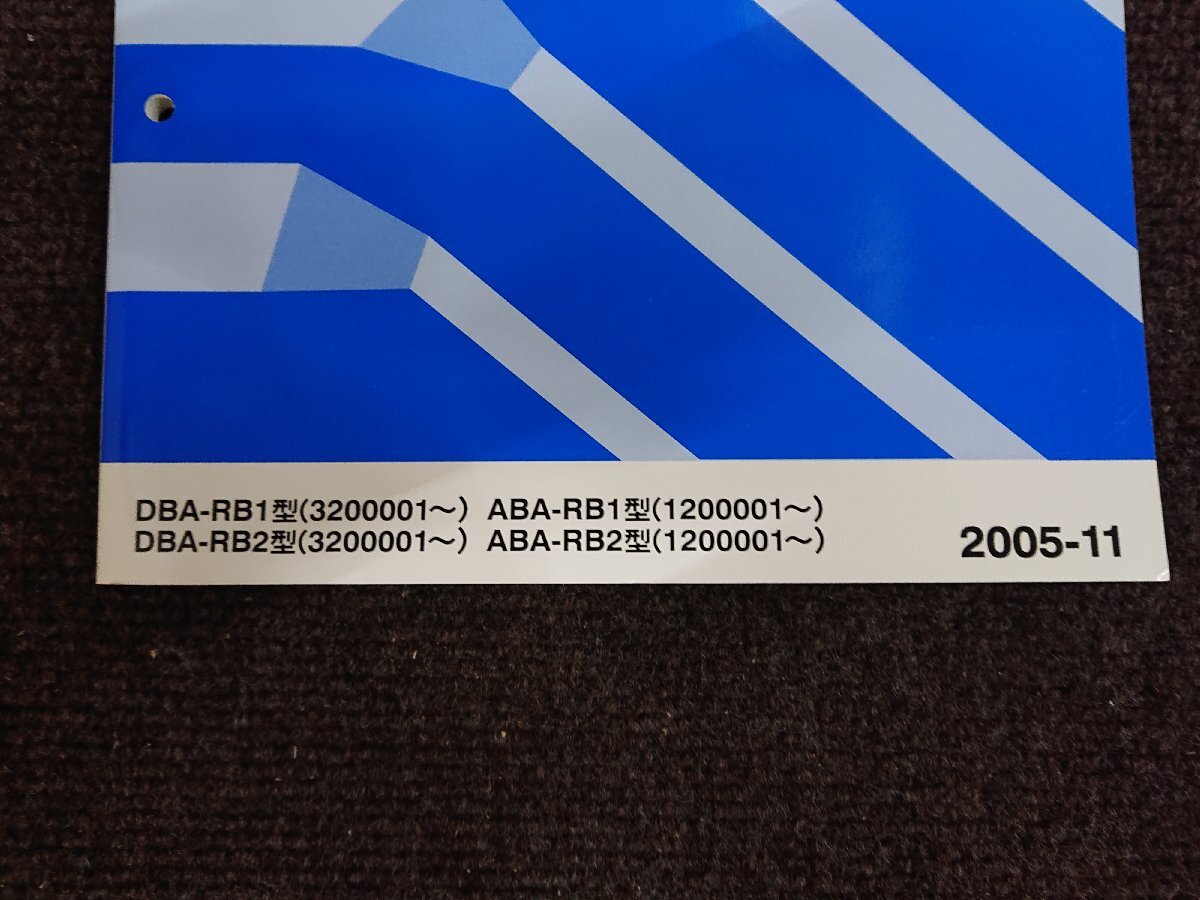 DBA-RB1型(3200001〜) ABA-RB1型(1200001〜)
DBA-RB2型(3200001〜) ABA-RB2型(1200001〜)
2005-11